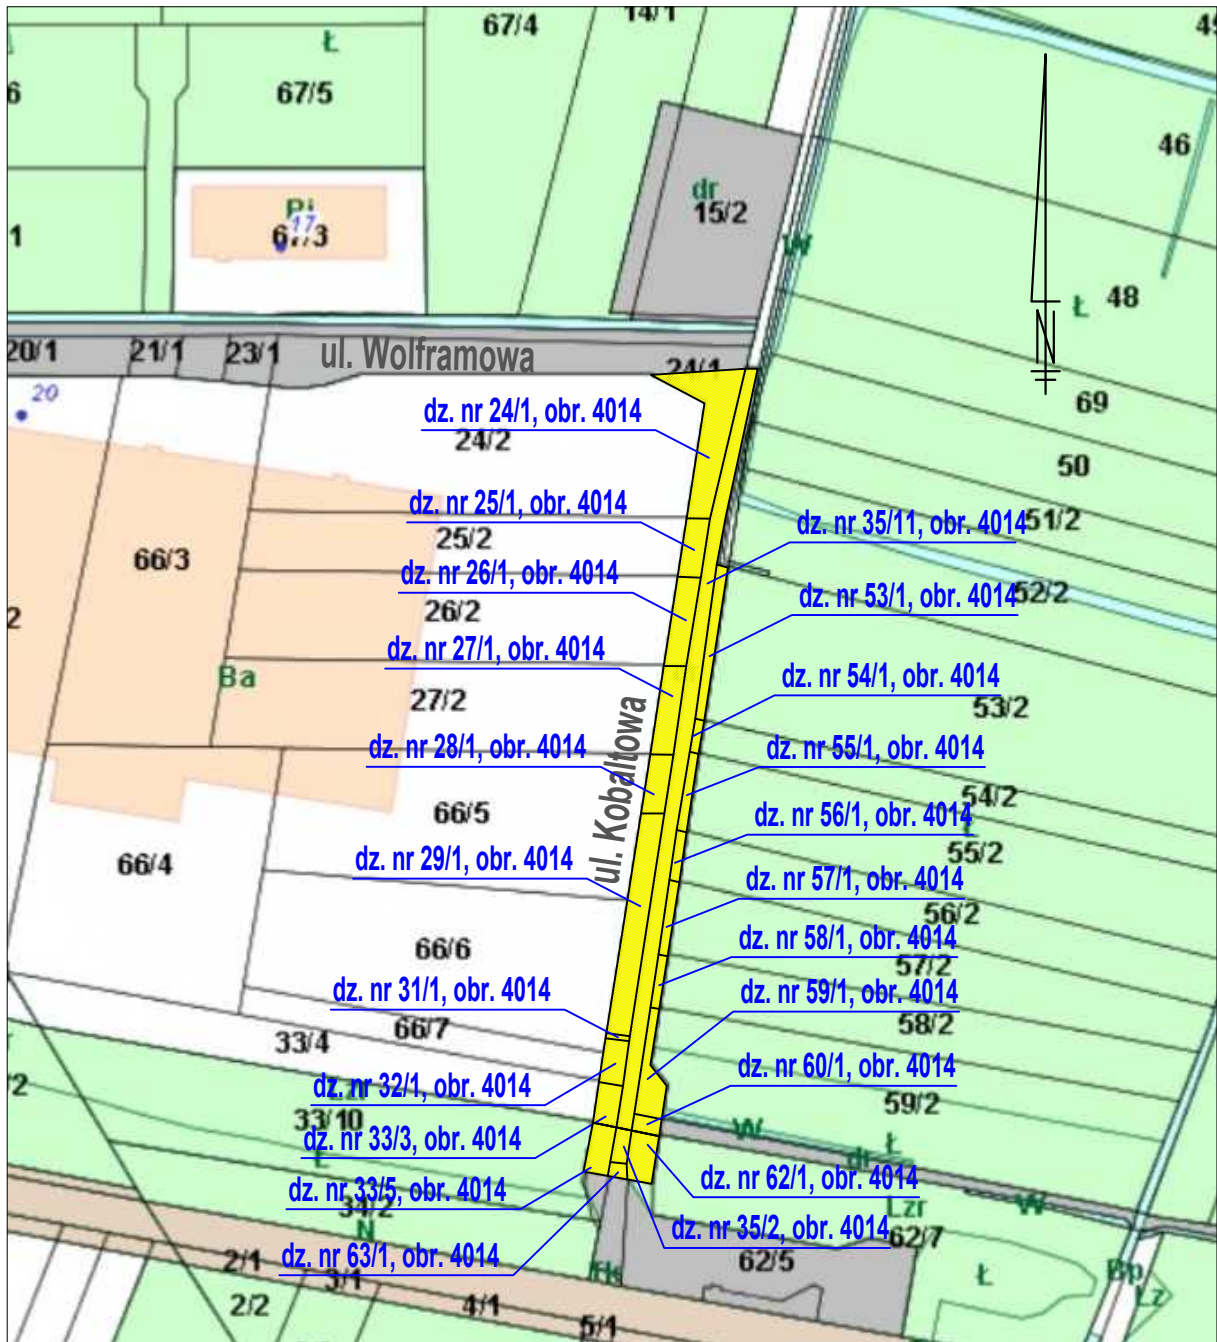 67/4
14/1
Ł
6
67/5
46
dr
15/2
1
17
67/3
W
48
Ł
20/1
21/1
23/1
ul. Wolframowa
24/1
20
69
dz. nr 24/1, obr. 4014
24/2
50
dz. nr 25/1, obr. 4014
51/2
dz. nr 35/11, obr. 4014
25/2
66/3
dz. nr 26/1, obr. 4014
52/2
dz. nr 53/1, obr. 4014
26/2
2
dz. nr 27/1, obr. 4014
Ba
dz. nr 54/1, obr. 4014
27/2
53/2
ul. Kobaltowa
dz. nr 28/1, obr. 4014
dz. nr 55/1, obr. 4014
54/2
66/5
dz. nr 56/1, obr. 4014
Ł
66/4
55/2
dz. nr 29/1, obr. 4014
dz. nr 57/1, obr. 4014
56/2
66/6
dz. nr 58/1, obr. 4014
57/2
dz. nr 31/1, obr. 4014
dz. nr 59/1, obr. 4014
66/7
58/2
33/4
dz. nr 60/1, obr. 4014
/2
dz. nr 32/1, obr. 4014
Lzr
59/2
33/10
W
Ł
dz. nr 33/3, obr. 4014
Ł
dr
dz. nr 62/1, obr. 4014
dz. nr 33/5, obr. 4014
34/2
Lzr
W
N
dz. nr 35/2, obr. 4014
62/7
dz. nr 63/1, obr. 4014
2/1
62/5
3/1
Tk
Ł
Bp
Lz
2/2
4/1
5/1
N